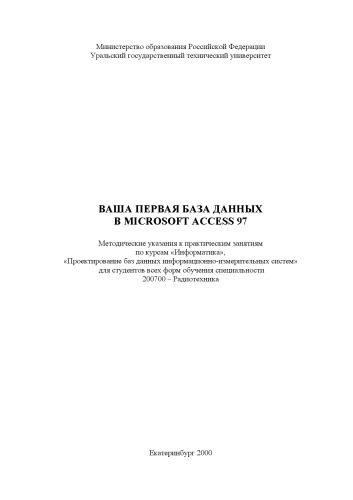 Министерство образования Российской Федерации
Уральский государственный технический университет
ВАША ПЕРВАЯ БАЗА ДАННЫХ
В MICROSOFT ACCESS 97
Методические указания к практическим занятиям
по курсам «Информатика»,
«Проектирование баз данных информационно-измерительных систем»
для студентов всех форм обучения специальности
200700 – Радиотехника
Екатеринбург 2000